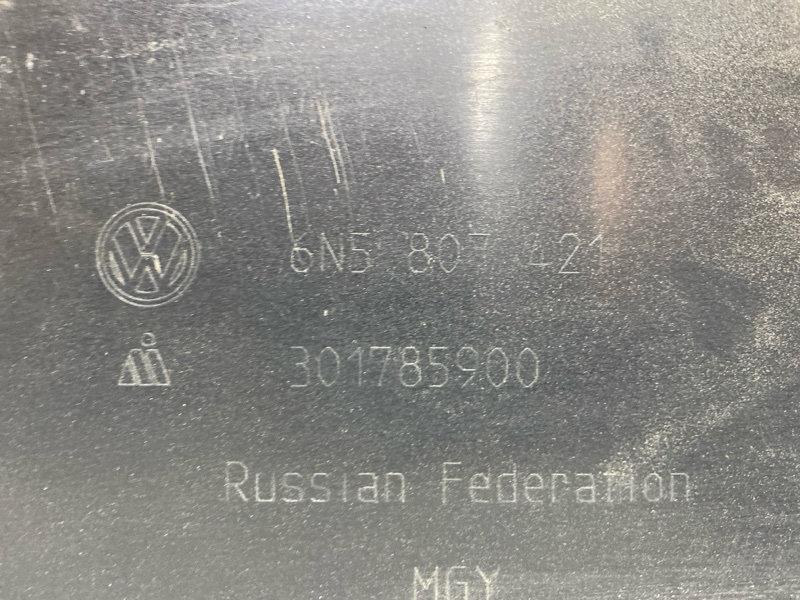 6N5 807 421
301785900
Russian Federation
MGY